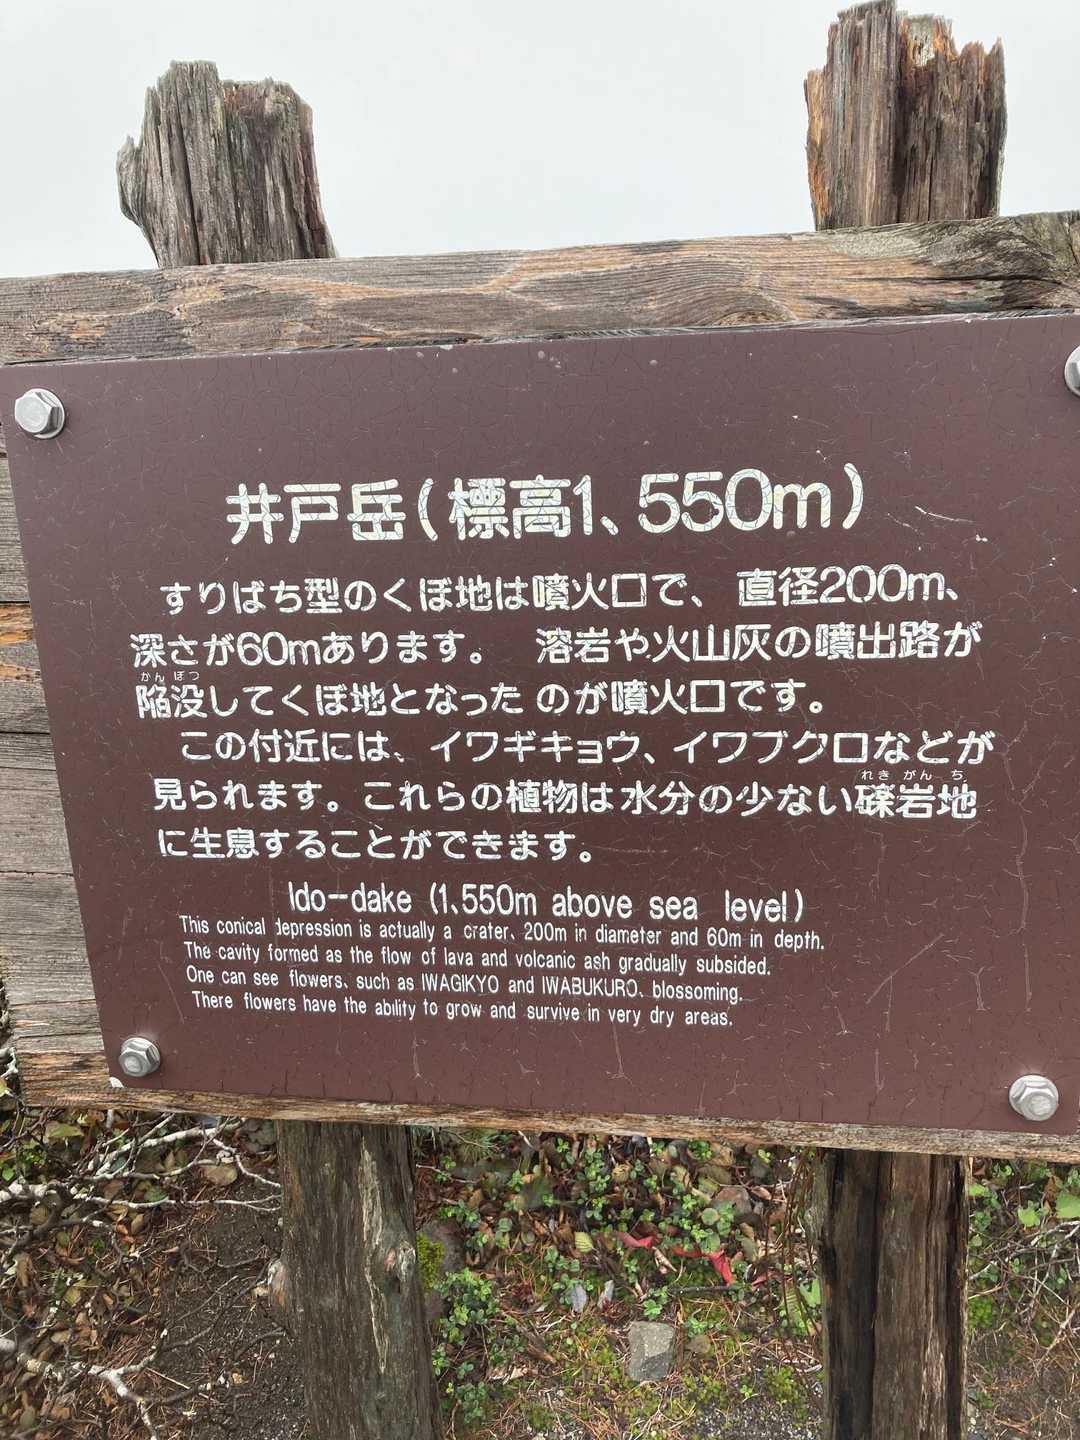 井戸岳(標高1、550m)
すりばち型のくぼ地は噴火口で、直径200m、
深さが60mあります。 溶岩や火山灰の噴出路が
かん ぼつ
陥没してくぼ地となったのが噴火口です。
この付近には、イワギキョウ、イワブクロなどが
れき がん ち
見られます。これらの植物は水分の少ない礫岩地
に生息することができます。
Ido-dake (1、550m above sea level)
This conical depression is actually a crater、200m in diameter and 60m in depth.
The cavity formed as the flow of lava and volcanic ash gradually subsided.
One can see flowers、such as IWAGIKYO and IWABUKURO、blossoming.
There flowers have the ability to grow and survive in very dry areas.